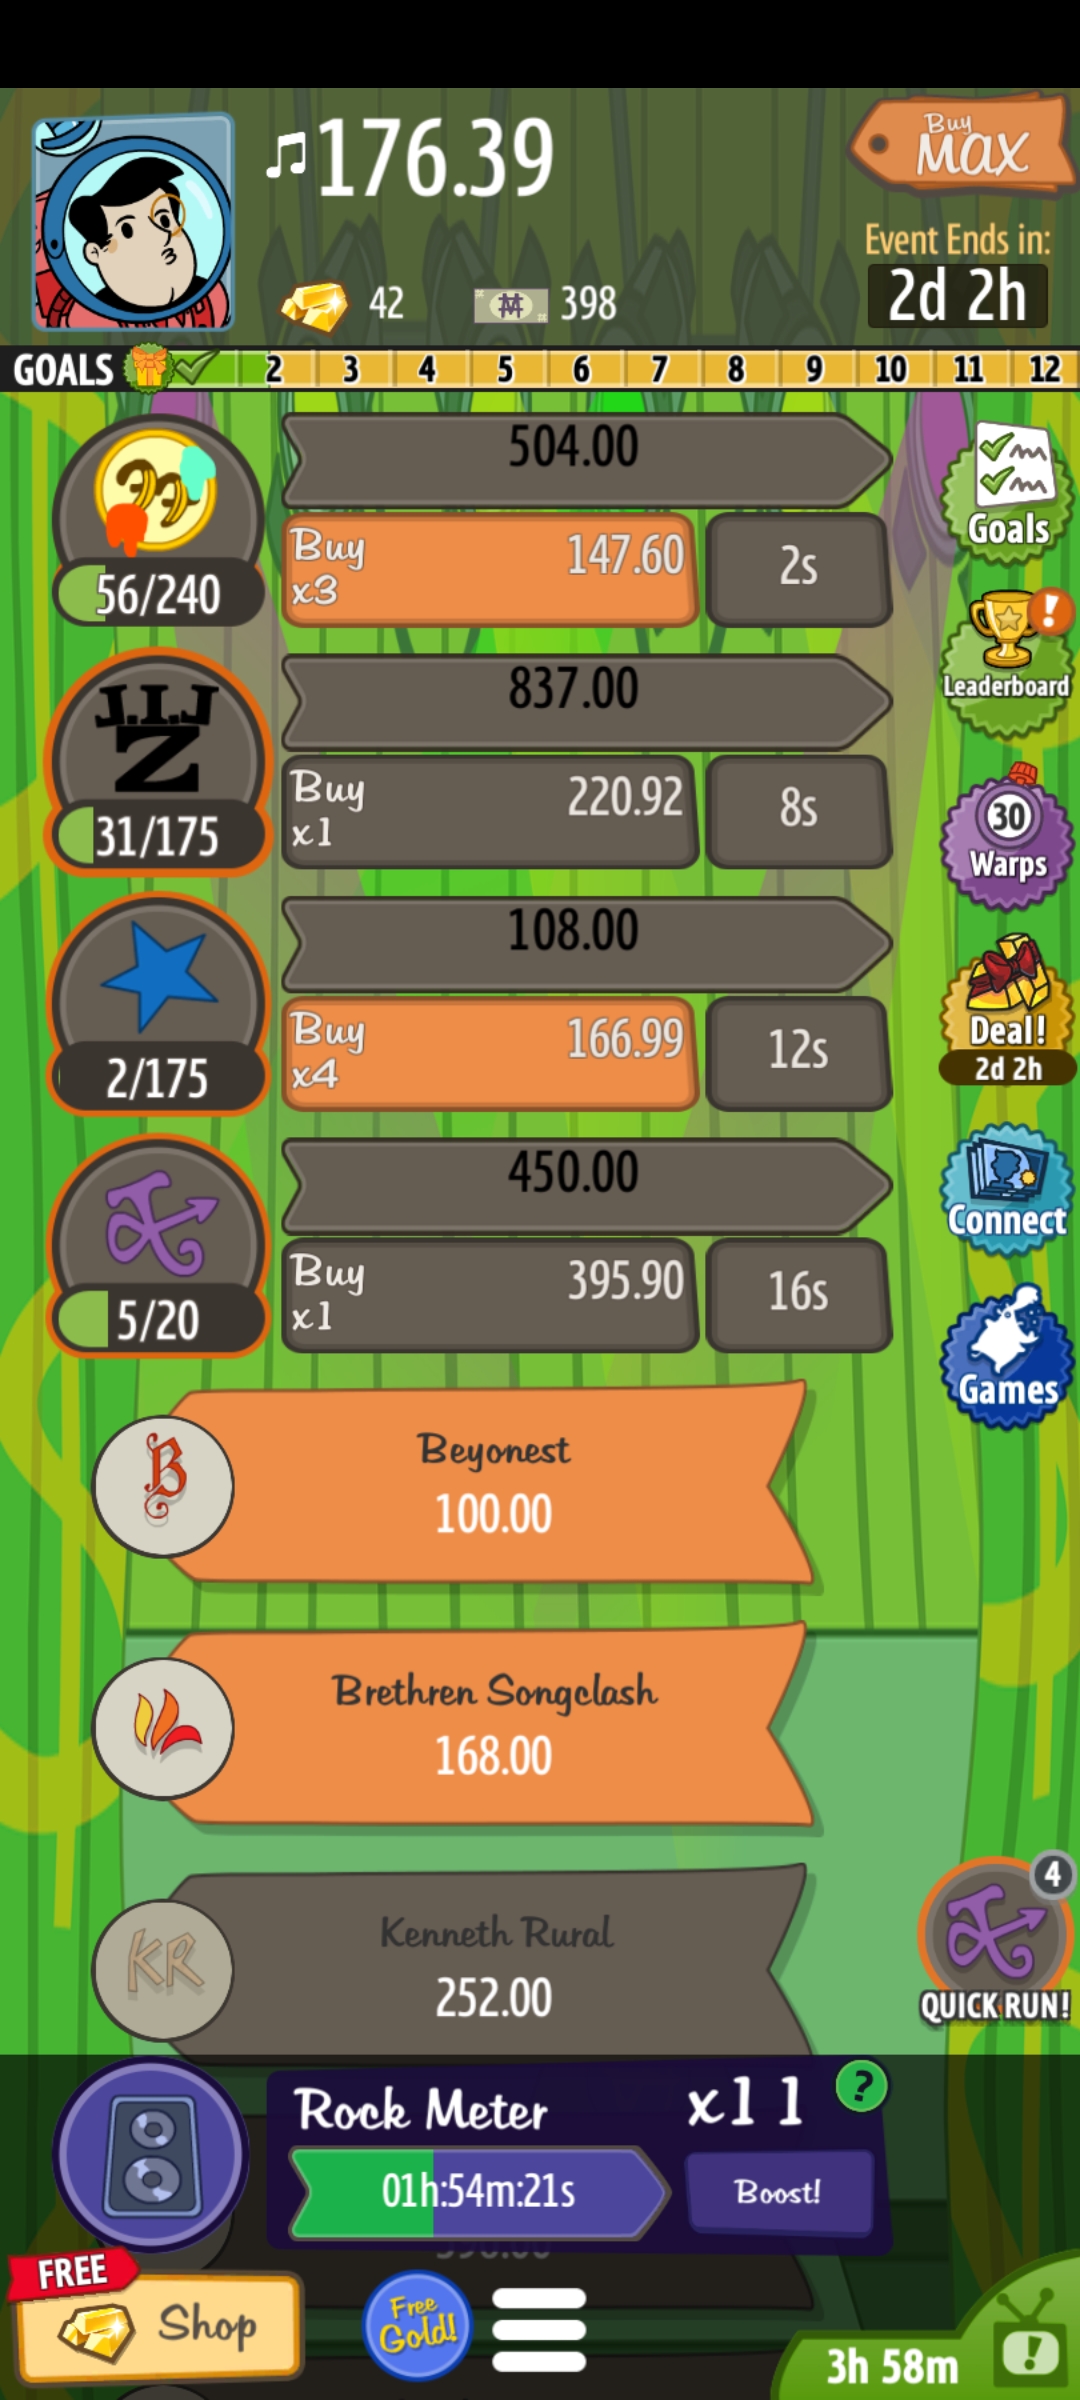 176.39
Buy
MAX
42
398
Event Ends in:
2d 2h
GOALS 2 3 4 5 6 7 8 9 10 11 12
504.00
Buy
x3
147.60
2s
56/240
Goals
Leaderboard
J.I.J
Z
837.00
Buy
x1
220.92
8s
31/175
30
Warps
108.00
Buy
x4
166.99
12s
2/175
Deal!
2d 2h
450.00
Buy
x1
395.90
16s
5/20
Connect
Games
B
Beyonest
100.00
Brethren Songclash
168.00
KR
Kenneth Rural
252.00
4
QUICK RUN!
Rock Meter
x11
?
01h:54m:21s
Boost!
FREE
Shop
Free
Gold!
3h 58m